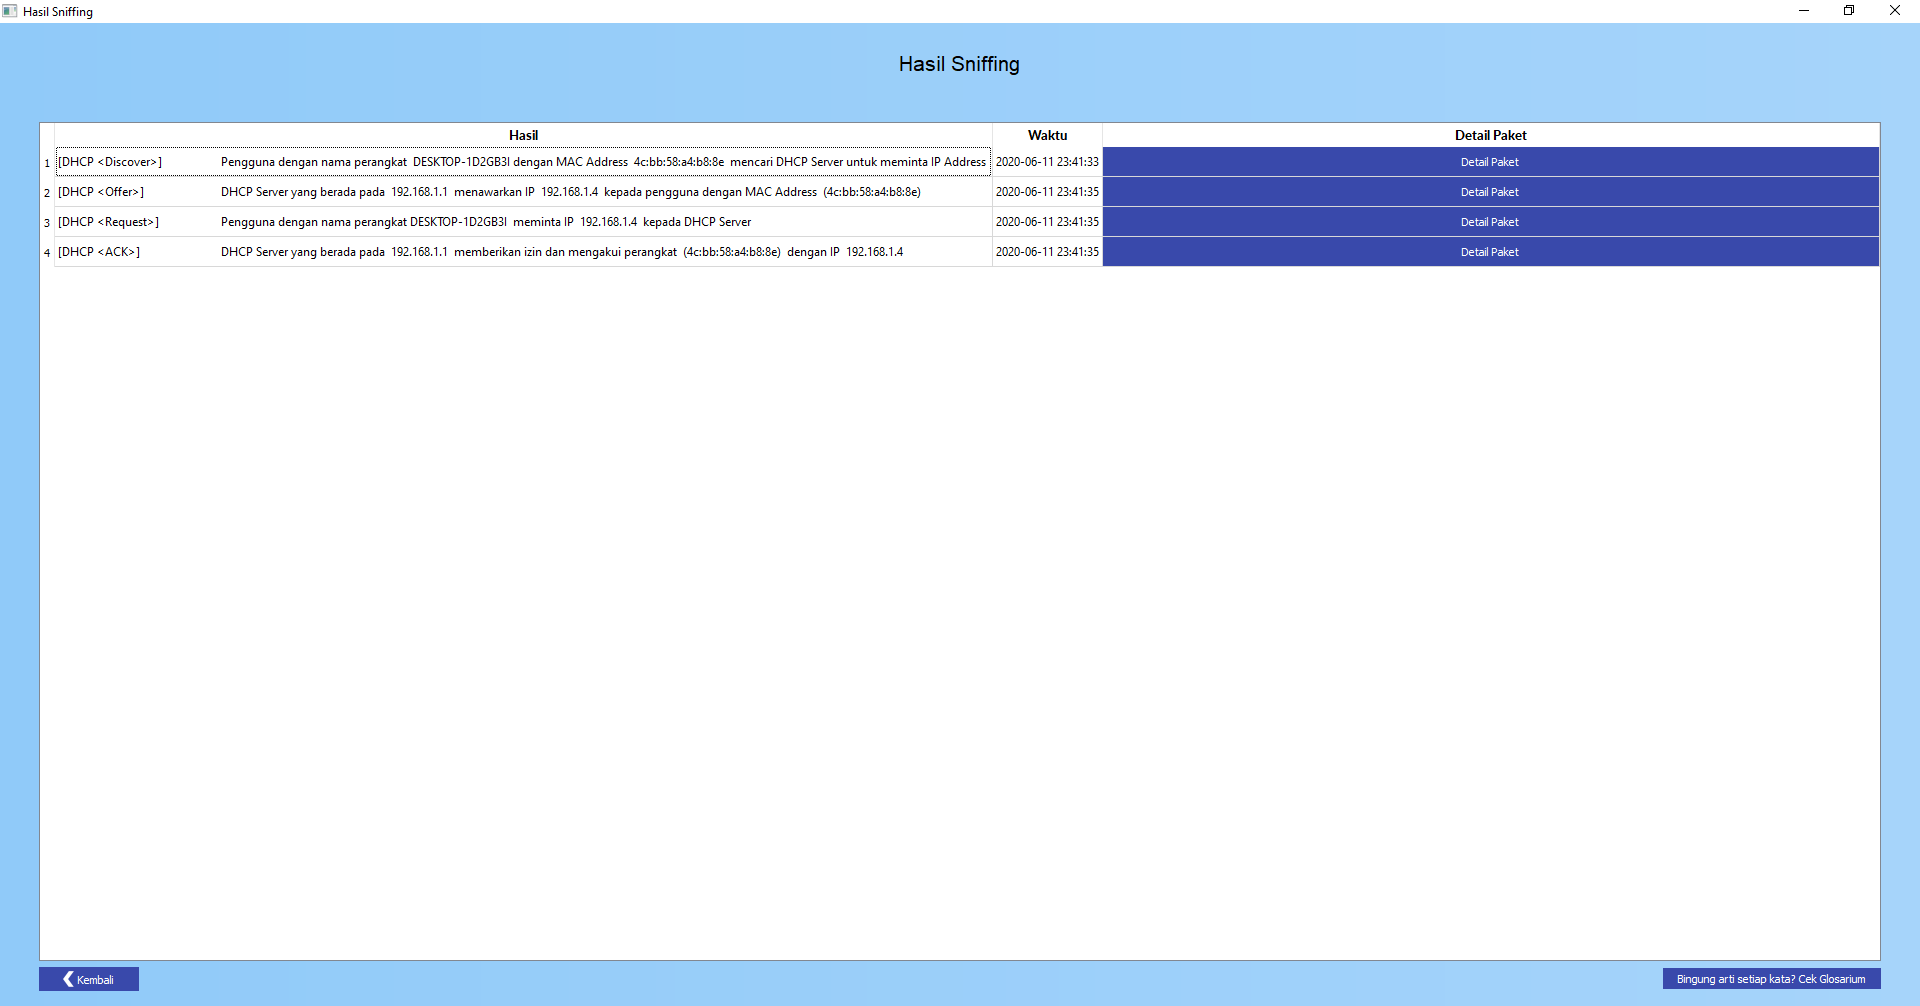 Hasil Sniffing
Hasil Sniffing
Hasil Waktu Detail Paket
1 [DHCP <Discover>] Pengguna dengan nama perangkat DESKTOP-1D2GB3I dengan MAC Address 4c:bb:58:a4:b8:8e mencari DHCP Server untuk meminta IP Address 2020-06-11 23:41:33 Detail Paket
2 [DHCP <Offer>] DHCP Server yang berada pada 192.168.1.1 menawarkan IP 192.168.1.4 kepada pengguna dengan MAC Address (4c:bb:58:a4:b8:8e) 2020-06-11 23:41:35 Detail Paket
3 [DHCP <Request>] Pengguna dengan nama perangkat DESKTOP-1D2GB3I meminta IP 192.168.1.4 kepada DHCP Server 2020-06-11 23:41:35 Detail Paket
4 [DHCP <ACK>] DHCP Server yang berada pada 192.168.1.1 memberikan izin dan mengakui perangkat (4c:bb:58:a4:b8:8e) dengan IP 192.168.1.4 2020-06-11 23:41:35 Detail Paket
Kembali Bingung arti setiap kata? Cek Glosarium